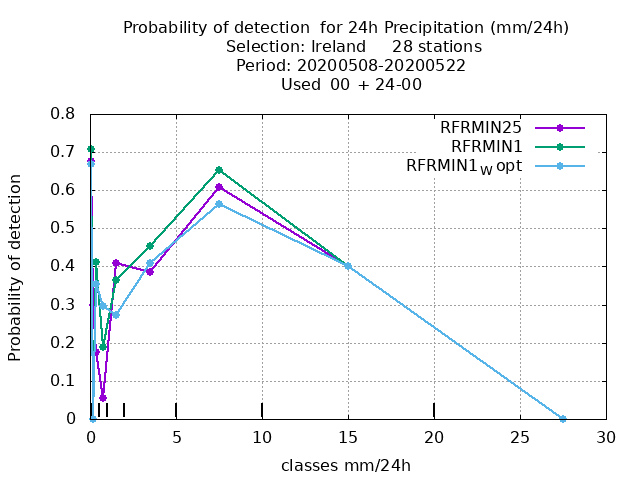 Probability of detection  for 24h Precipitation (mm/24h)
Selection: Ireland     28 stations
Period: 20200508-20200522
Used  00 + 24-00
0.8
0.7
0.6
0.5
0.4
0.3
0.2
0.1
0
Probability of detection
RFRMIN25
RFRMIN1
RFRMIN1W opt
0 5 10 15 20 25 30
classes mm/24h